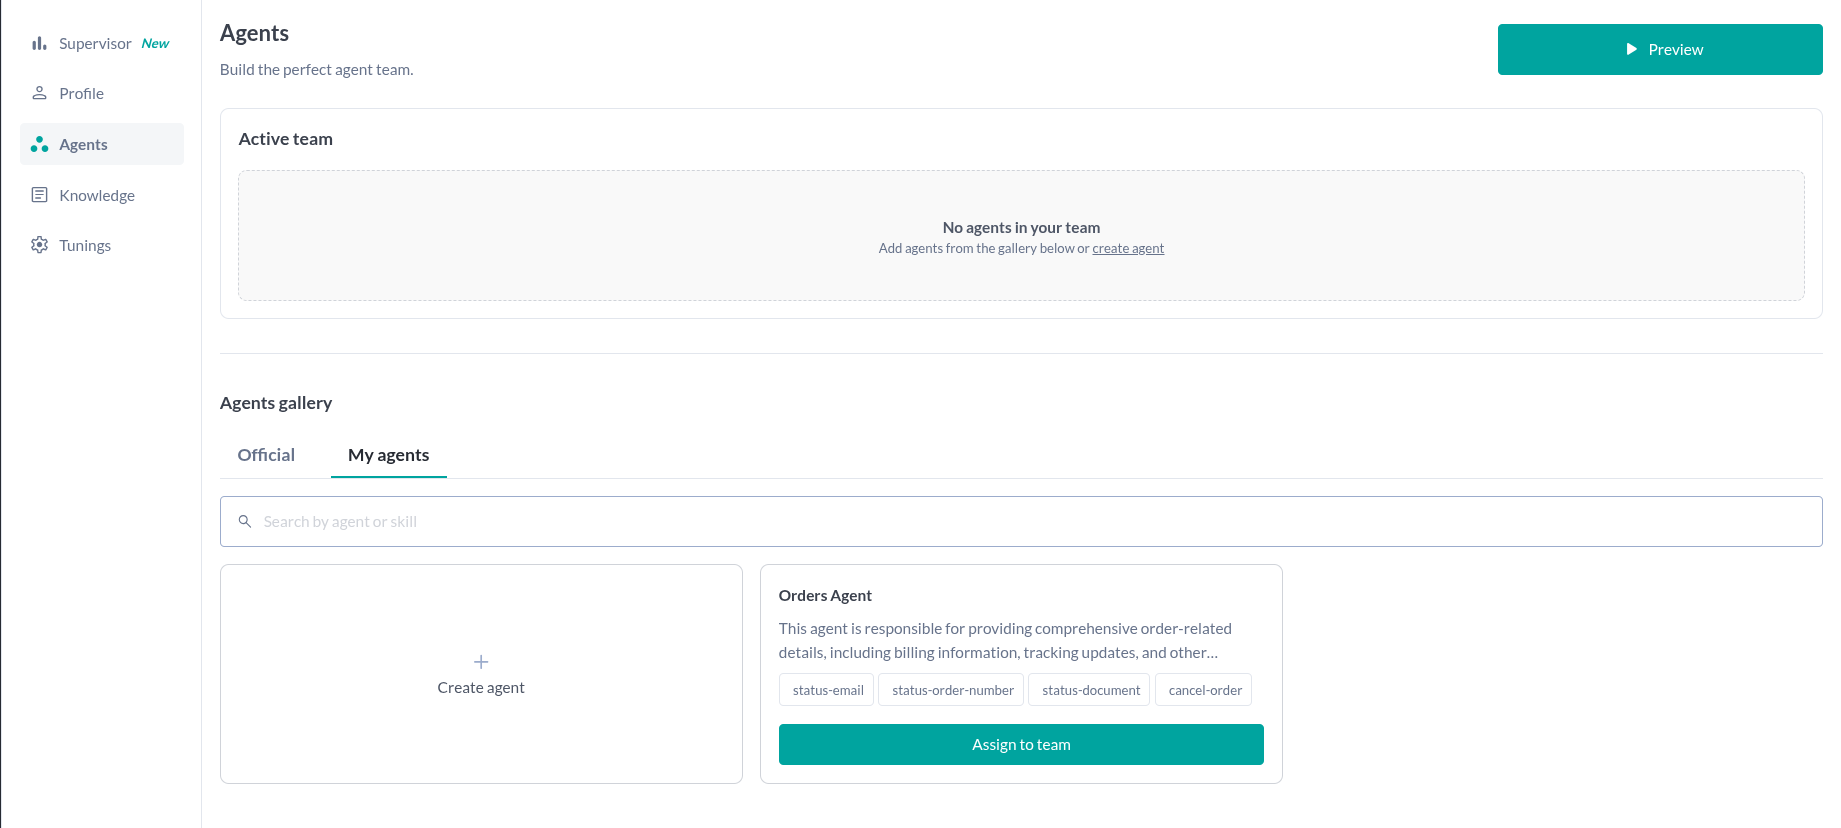 Supervisor New
Profile
Agents
Knowledge
Tunings
Agents
Build the perfect agent team.
Preview
Active team
No agents in your team
Add agents from the gallery below or create agent
Agents gallery
Official
My agents
Search by agent or skill
Create agent
Orders Agent
This agent is responsible for providing comprehensive order-related
details, including billing information, tracking updates, and other...
status-email
status-order-number
status-document
cancel-order
Assign to team